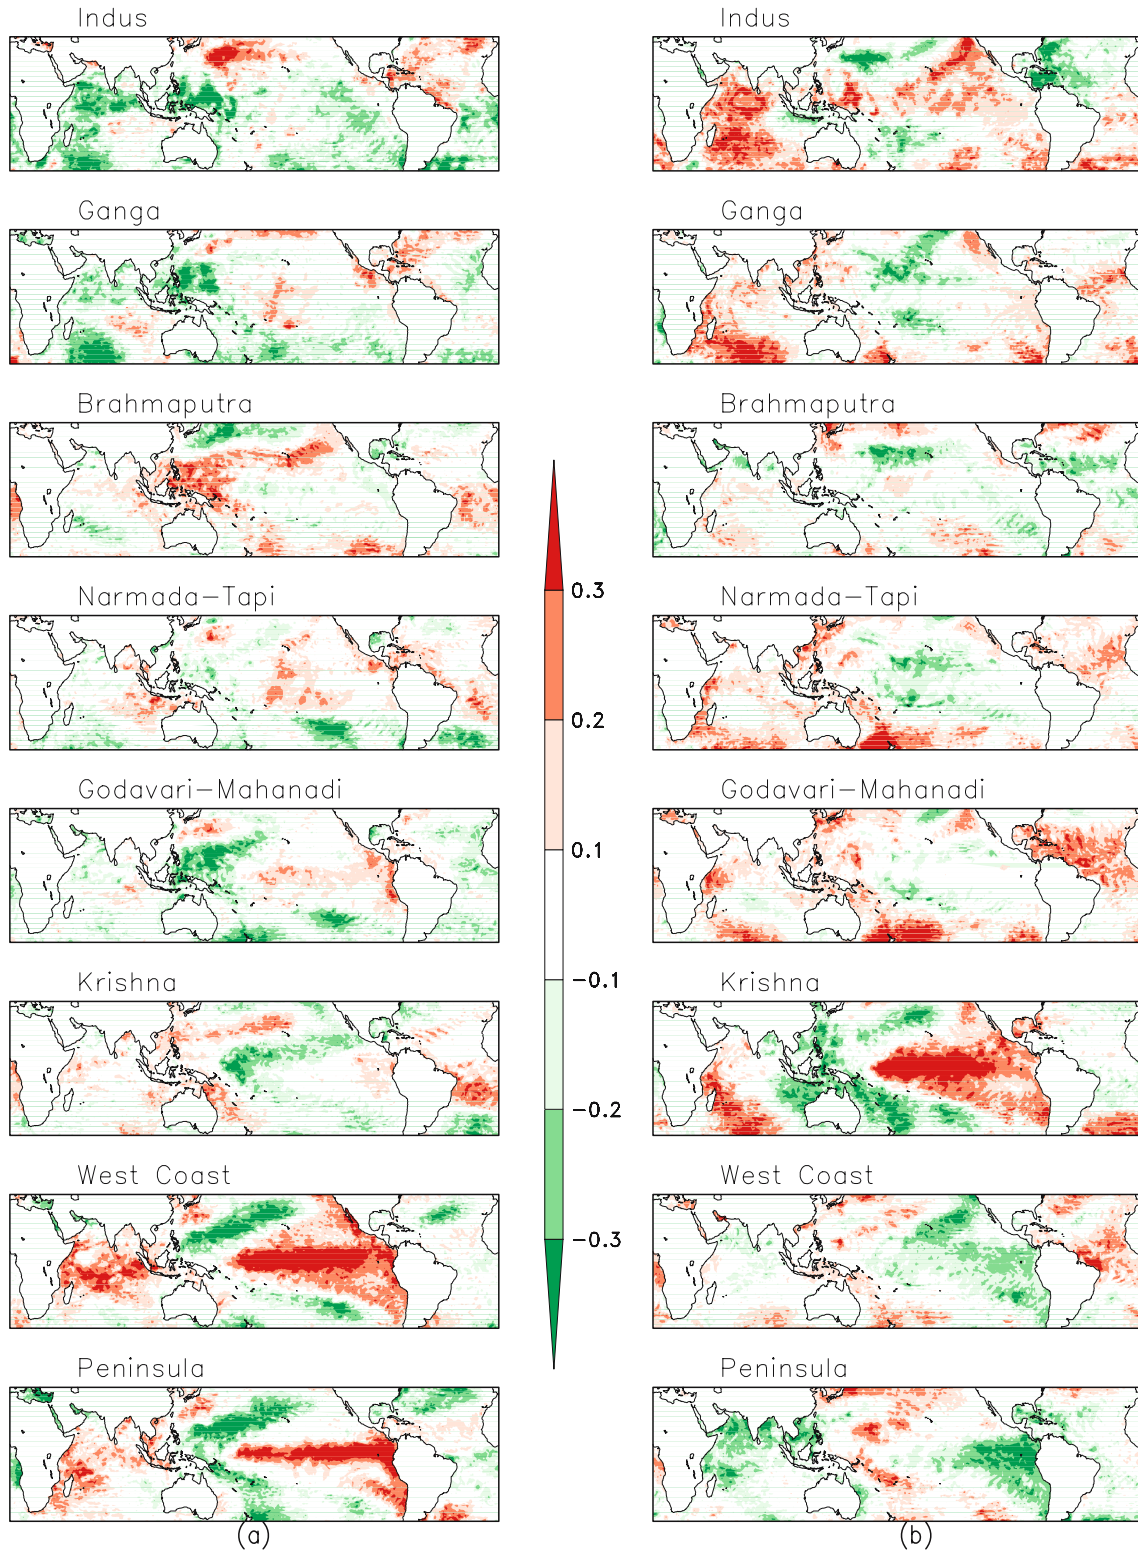 Indus
Ganga
Brahmaputra
Narmada-Tapi
Godavari-Mahanadi
Krishna
West Coast
Peninsula
(a)
0.3
0.2
0.1
-0.1
-0.2
-0.3
Indus
Ganga
Brahmaputra
Narmada-Tapi
Godavari-Mahanadi
Krishna
West Coast
Peninsula
(b)